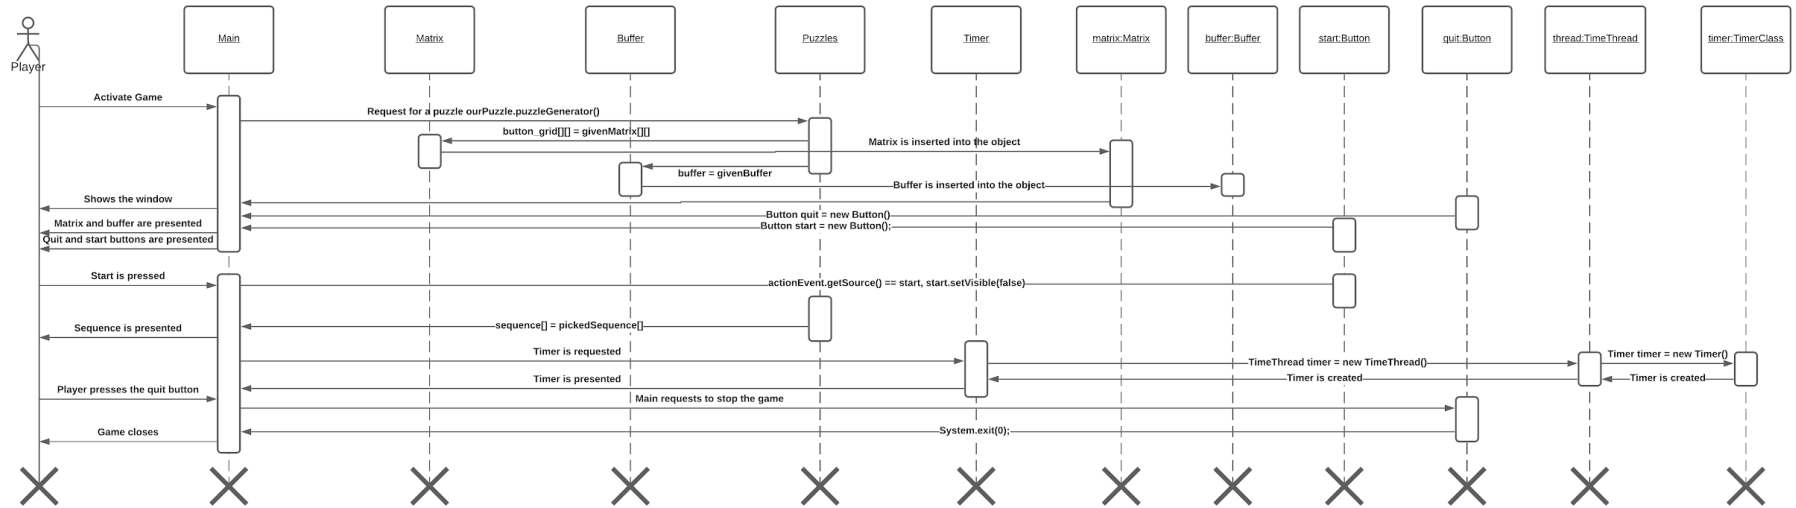 Player
Main
Matrix
Buffer
Puzzles
Timer
matrix:Matrix
buffer:Buffer
start:Button
quit:Button
thread:TimeThread
timer:TimerClass
Activate Game
Request for a puzzle ourPuzzle.puzzleGenerator()
button_grid[][] = givenMatrix[][]
Matrix is inserted into the object
buffer = givenBuffer
Buffer is inserted into the object
Shows the window
Button quit = new Button()
Matrix and buffer are presented
Button start = new Button();
Quit and start buttons are presented
Start is pressed
actionEvent.getSource() == start, start.setVisible(false)
Sequence is presented
sequence[] = pickedSequence[]
Timer is requested
TimeThread timer = new TimeThread()
Timer timer = new Timer()
Timer is presented
Timer is created
Timer is created
Player presses the quit button
Main requests to stop the game
Game closes
System.exit(0);